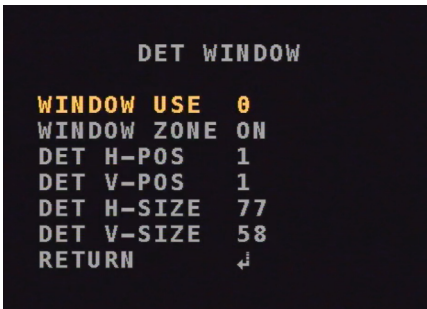 DET WINDOW
WINDOW USE 0
WINDOW ZONE ON
DET H-POS 1
DET V-POS 1
DET H-SIZE 77
DET V-SIZE 58
RETURN ↲